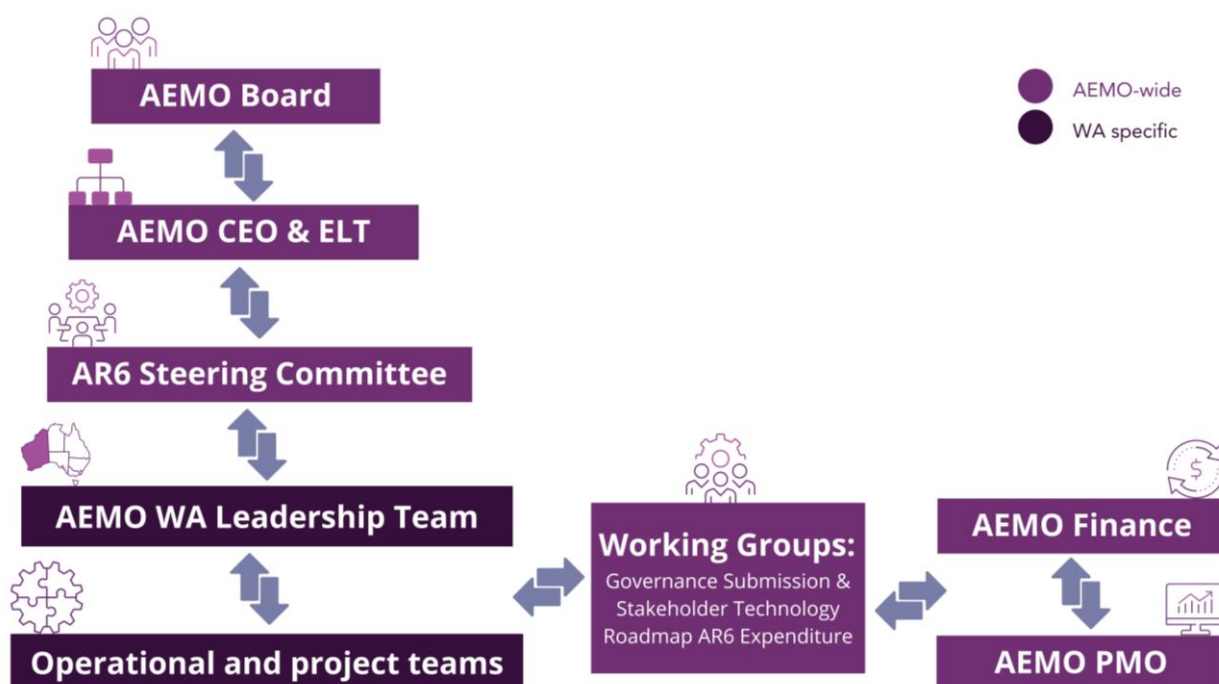 AEMO Board
AEMO-wide
WA specific
AEMO CEO & ELT
AR6 Steering Committee
AEMO WA Leadership Team
Operational and project teams
Working Groups:
Governance Submission &
Stakeholder Technology
Roadmap AR6 Expenditure
AEMO Finance
$
AEMO PMO